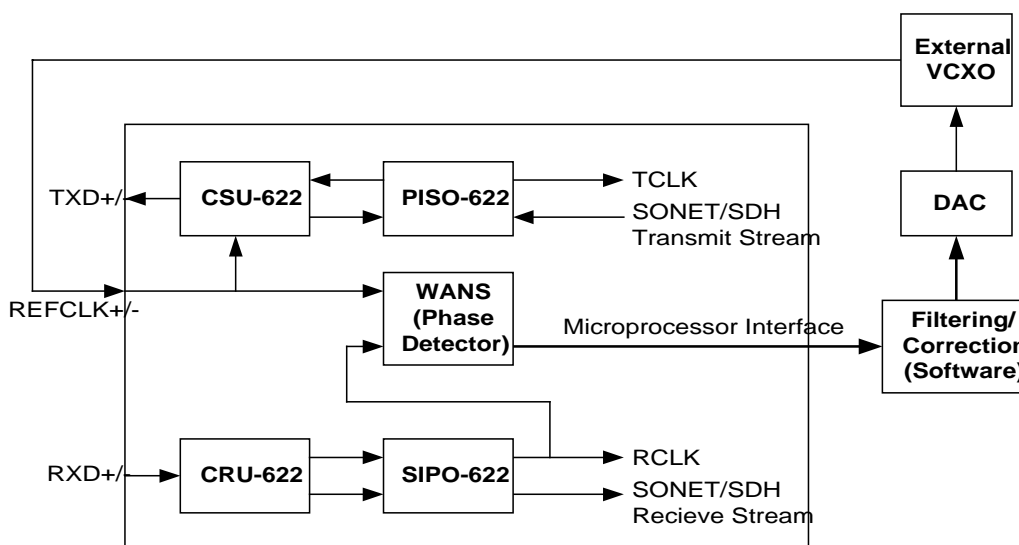 External
VCXO
TXD+/-
CSU-622
PISO-622
TCLK
SONET/SDH
Transmit Stream
DAC
REFCLK+/-
WANS
(Phase
Detector)
Microprocessor Interface
Filtering/
Correction
(Software)
RXD+/-
CRU-622
SIPO-622
RCLK
SONET/SDH
Recieve Stream